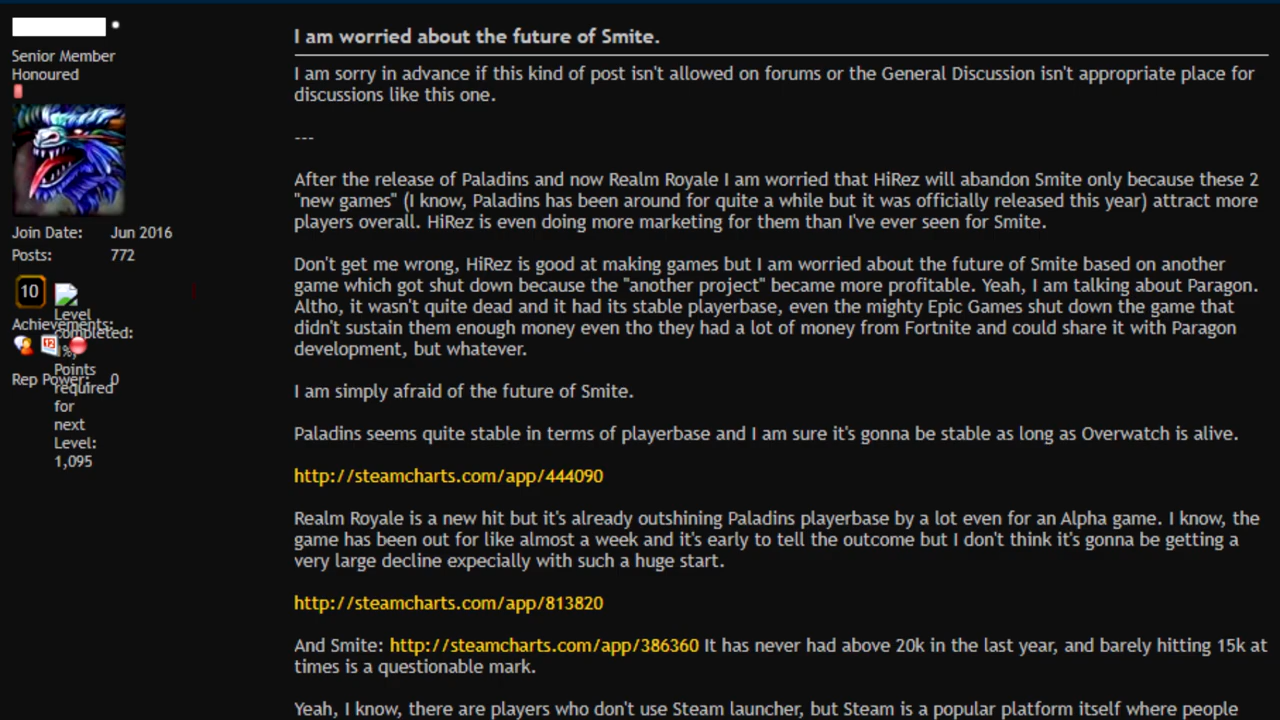 Senior Member
Honoured
Join Date: Jun 2016
Posts: 772
10
Level
Achievements:
completed:
1%,
Points
Rep Power: 0
required
for
next
Level:
1,095
I am worried about the future of Smite.
I am sorry in advance if this kind of post isn't allowed on forums or the General Discussion isn't appropriate place for
discussions like this one.
---
After the release of Paladins and now Realm Royale I am worried that HiRez will abandon Smite only because these 2
"new games" (I know, Paladins has been around for quite a while but it was officially released this year) attract more
players overall. HiRez is even doing more marketing for them than I've ever seen for Smite.
Don't get me wrong, HiRez is good at making games but I am worried about the future of Smite based on another
game which got shut down because the "another project" became more profitable. Yeah, I am talking about Paragon.
Altho, it wasn't quite dead and it had its stable playerbase, even the mighty Epic Games shut down the game that
didn't sustain them enough money even tho they had a lot of money from Fortnite and could share it with Paragon
development, but whatever.
I am simply afraid of the future of Smite.
Paladins seems quite stable in terms of playerbase and I am sure it's gonna be stable as long as Overwatch is alive.
http://steamcharts.com/app/444090
Realm Royale is a new hit but it's already outshining Paladins playerbase by a lot even for an Alpha game. I know, the
game has been out for like almost a week and it's early to tell the outcome but I don't think it's gonna be getting a
very large decline expecially with such a huge start.
http://steamcharts.com/app/813820
And Smite: http://steamcharts.com/app/386360 It has never had above 20k in the last year, and barely hitting 15k at
times is a questionable mark.
Yeah, I know, there are players who don't use Steam launcher, but Steam is a popular platform itself where people